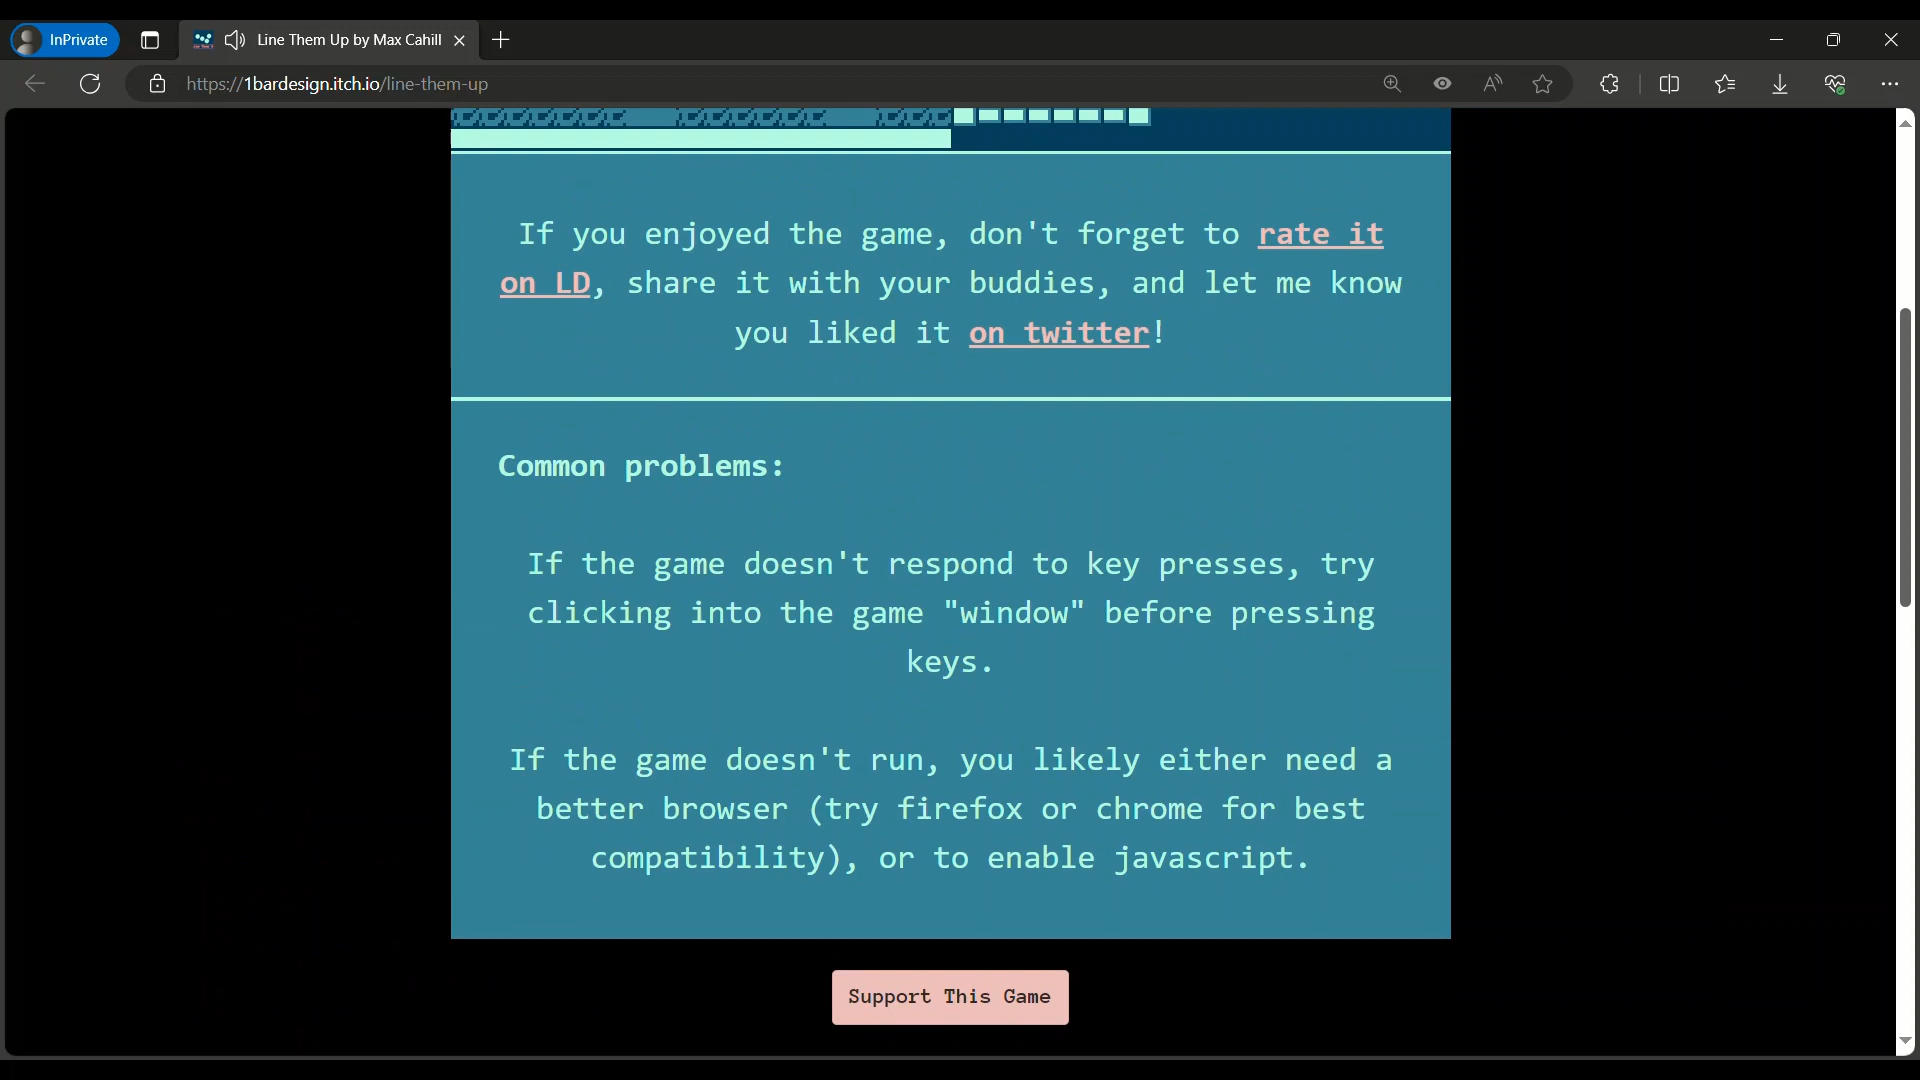 InPrivate
Line Them Up by Max Cahill
https://1bardesign.itch.io/line-them-up
If you enjoyed the game, don't forget to rate it
on LD, share it with your buddies, and let me know
you liked it on twitter!
Common problems:
If the game doesn't respond to key presses, try
clicking into the game "window" before pressing
keys.
If the game doesn't run, you likely either need a
better browser (try firefox or chrome for best
compatibility), or to enable javascript.
Support This Game